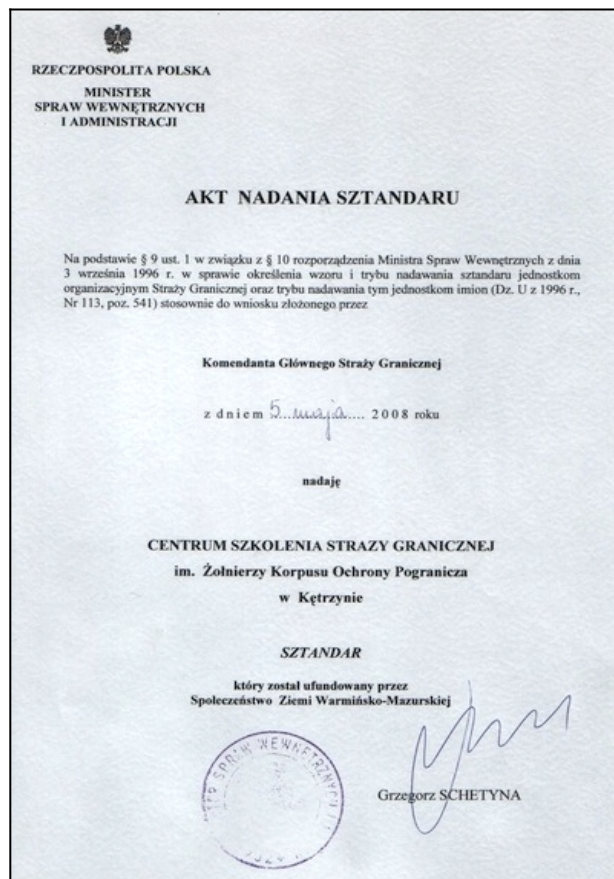 RZECZPOSPOLITA POLSKA
MINISTER
SPRAW WEWNĘTRZNYCH
I ADMINISTRACJI
AKT NADANIA SZTANDARU
Na podstawie § 9 ust. 1 w związku z § 10 rozporządzenia Ministra Spraw Wewnętrznych z dnia
3 września 1996 r. w sprawie określenia wzoru i trybu nadawania sztandaru jednostkom
organizacyjnym Straży Granicznej oraz trybu nadawania tym jednostkom imion (Dz. U z 1996 r.,
Nr 113, poz. 541) stosownie do wniosku złożonego przez
Komendanta Głównego Straży Granicznej
z dniem 5 maja 2008 roku
nadaję
CENTRUM SZKOLENIA STRAZY GRANICZNEJ
im. Żołnierzy Korpusu Ochrony Pogranicza
w Kętrzynie
SZTANDAR
który został ufundowany przez
Społeczeństwo Ziemi Warmińsko-Mazurskiej
SPRAW WEWNĘTRZNYCH
Grzegorz SCHETYNA